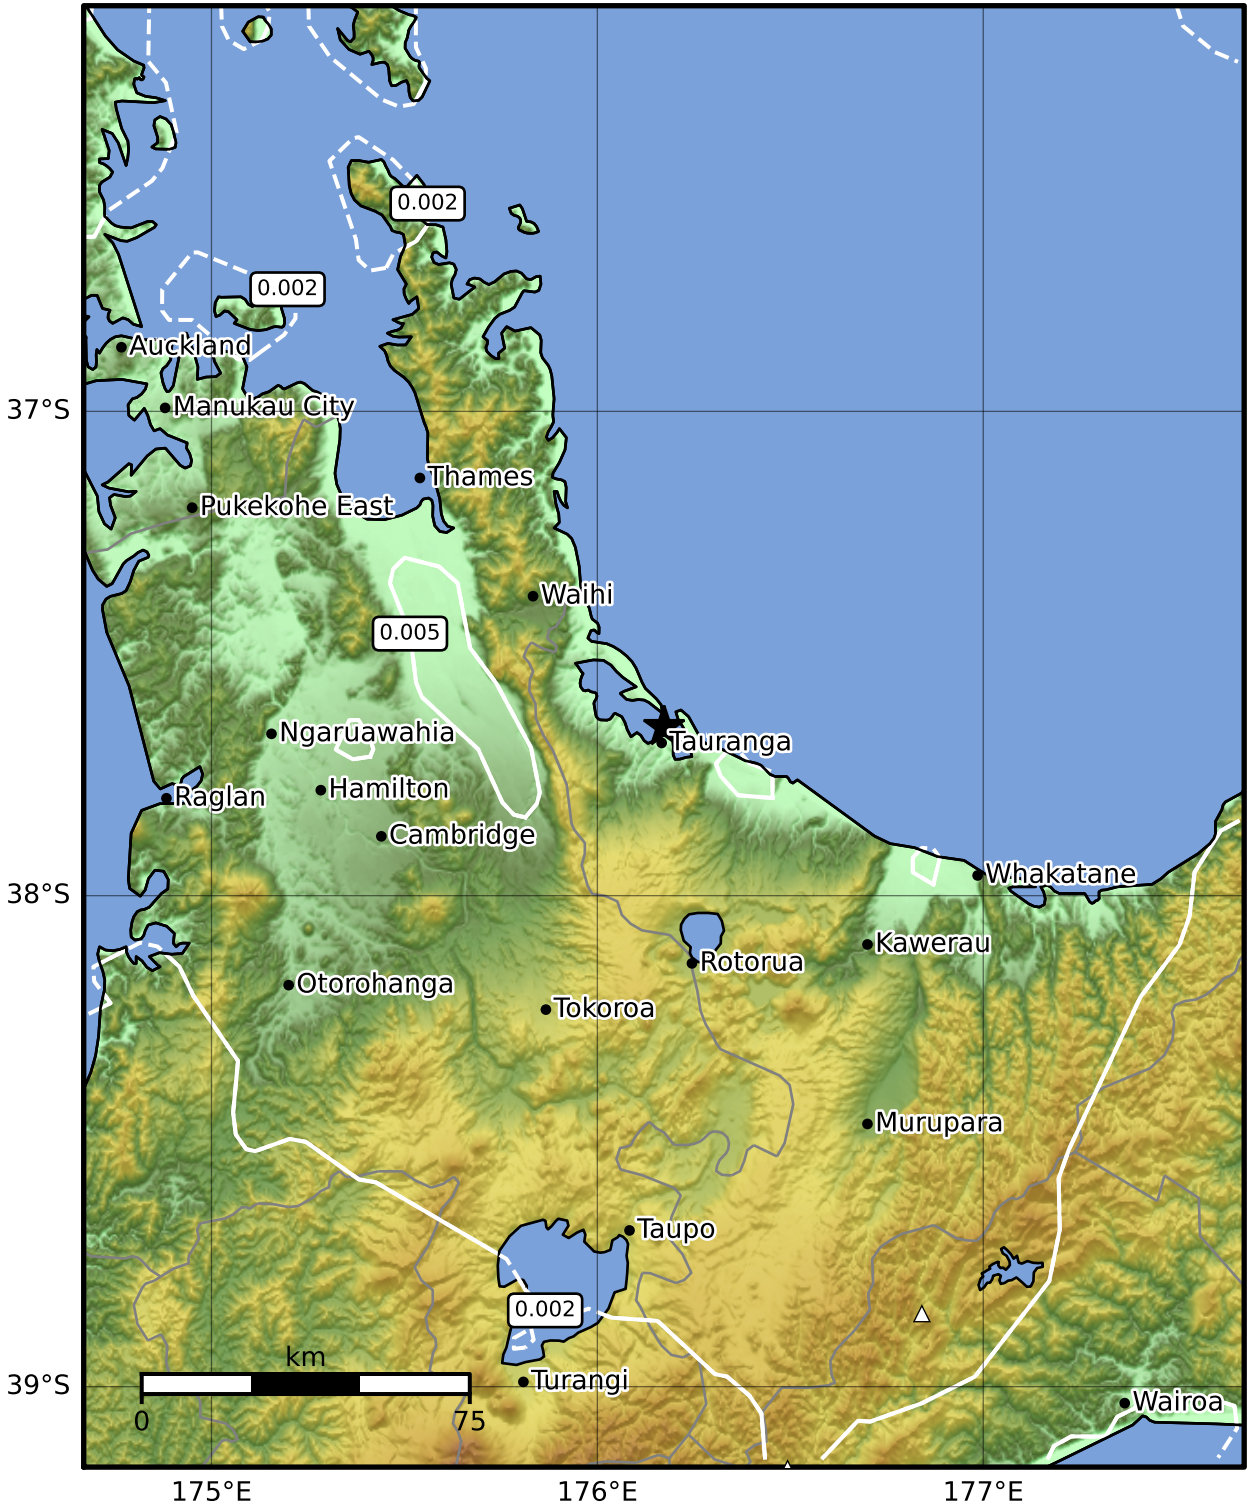 0.002
0.002
Auckland
Manukau City
37°S
Thames
Pukekohe East
Waihi
0.005
Ngaruawahia
Tauranga
Hamilton
Raglan
Cambridge
Whakatane
38°S
Kawerau
Rotorua
Otorohanga
Tokoroa
Murupara
Taupo
0.002
km
Turangi
39°S
Wairoa
0 75
175°E 176°E 177°E